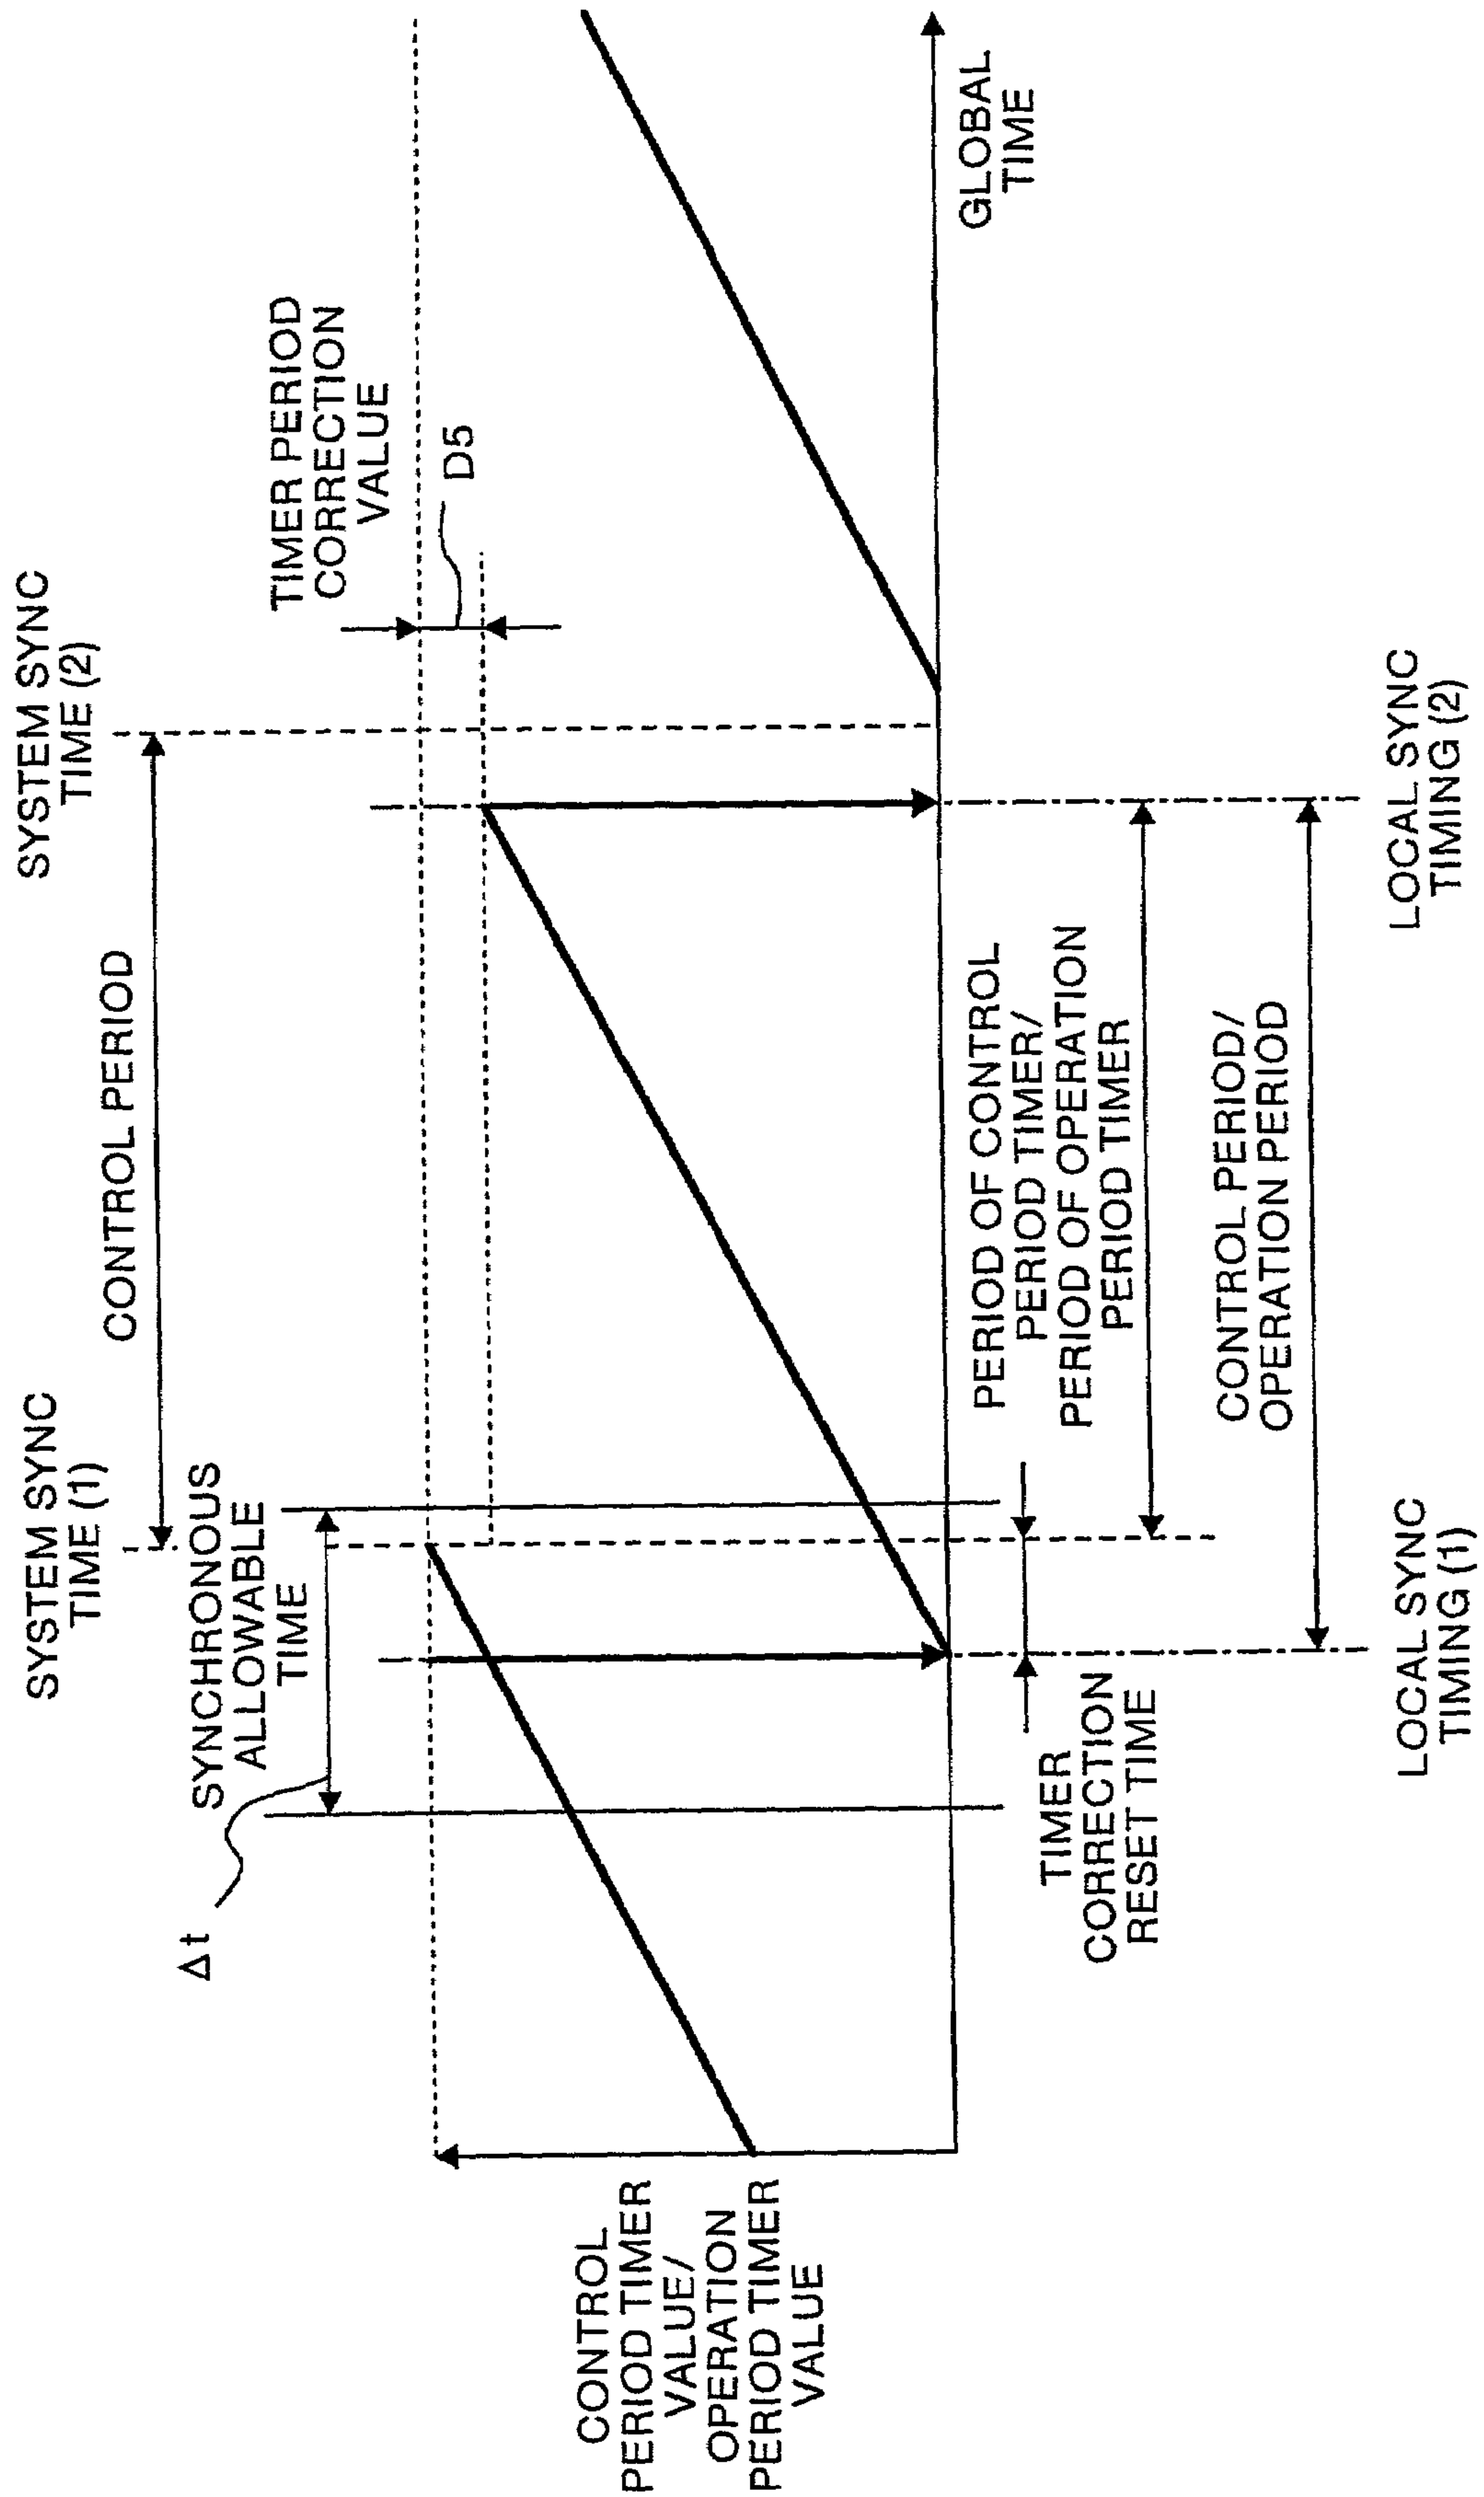 SYSTEM SYNC
TIME (1)
SYSTEM SYNC
TIME (2)
CONTROL PERIOD
SYNCHRONOUS
ALLOWABLE
TIME
Δt
TIMER PERIOD
CORRECTION
VALUE
D5
CONTROL
PERIOD TIMER
VALUE/
OPERATION
PERIOD TIMER
VALUE
GLOBAL
TIME
PERIOD OF CONTROL
PERIOD TIMER/
PERIOD OF OPERATION
PERIOD TIMER
TIMER
CORRECTION
RESET TIME
CONTROL PERIOD/
OPERATION PERIOD
LOCAL SYNC
TIMING (1)
LOCAL SYNC
TIMING (2)